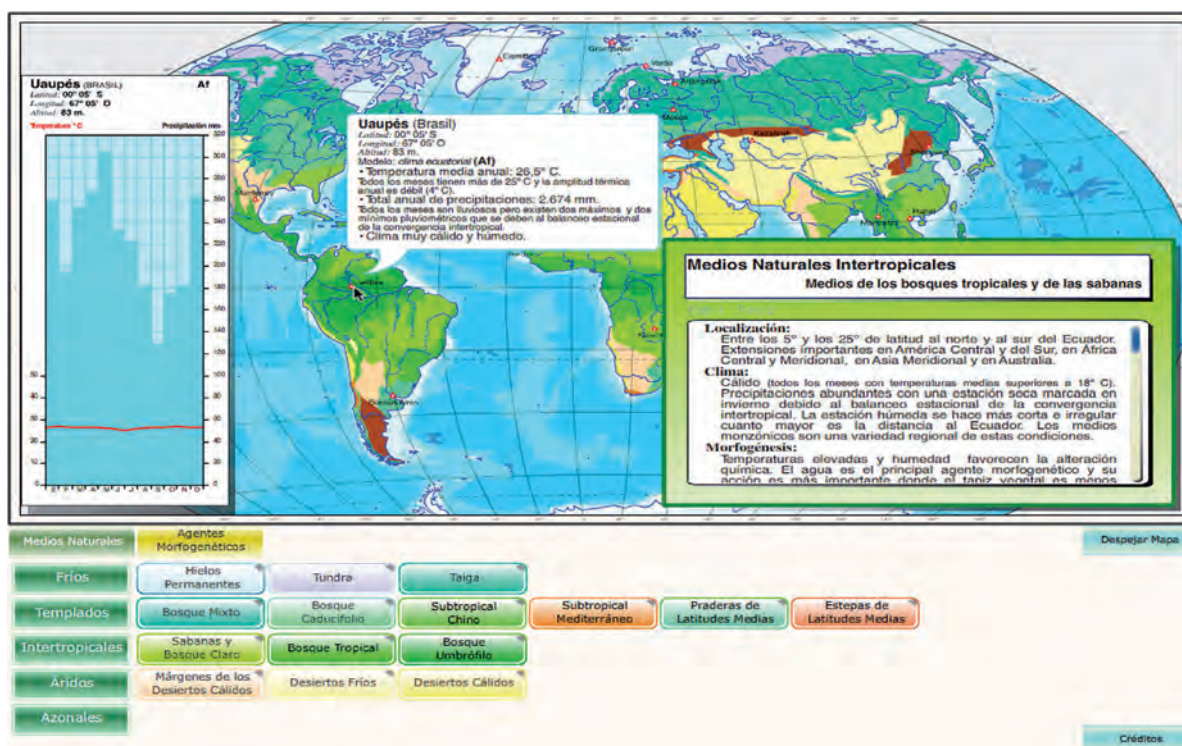 Uaupés (BRASIL) Af
Latitud: 00° 05' S
Longitud: 67° 05' O
Altitud: 83 m.
Temperatura °C Precipitación mm
Uaupés (Brasil)
Latitud: 00° 05' S
Longitud: 67° 05' O
Altitud: 83 m.
Modelo: clima ecuatorial (Af)
• Temperatura media anual: 26,5° C.
Todos los meses tienen más de 25° C y la amplitud térmica
anual es débil (4° C).
• Total anual de precipitaciones: 2.674 mm.
Todos los meses son lluviosos pero existen dos máximos y dos
mínimos pluviométricos que se deben al balanceo estacional
de la convergencia intertropical.
• Clima muy cálido y húmedo.
Medios Naturales Intertropicales
Medios de los bosques tropicales y de las sabanas
Localización:
Entre los 5° y los 25° de latitud al norte y al sur del Ecuador.
Extensiones importantes en América Central y del Sur, en África
Central y Meridional, en Asia Meridional y en Australia.
Clima:
Cálido (todos los meses con temperaturas medias superiores a 18° C).
Precipitaciones abundantes con una estación seca marcada en
invierno debido al balanceo estacional de la convergencia
intertropical. La estación húmeda se hace más corta e irregular
cuanto mayor es la distancia al Ecuador. Los medios
monzónicos son una variedad regional de estas condiciones.
Morfogénesis:
Temperaturas elevadas y humedad favorecen la alteración
química. El agua es el principal agente morfogenético y su
acción es más importante donde el tapiz vegetal es menos
Buenos Aires
Medios Naturales
Agentes
Morfogenéticos
Despejar Mapa
Fríos
Hielos
Permanentes
Tundra
Taiga
Templados
Bosque Mixto
Bosque
Caducifolio
Subtropical
Chino
Subtropical
Mediterráneo
Praderas de
Latitudes Medias
Estepas de
Latitudes Medias
Intertropicales
Sabanas y
Bosque Claro
Bosque Tropical
Bosque
Umbrófilo
Áridos
Márgenes de los
Desiertos Cálidos
Desiertos Fríos
Desiertos Cálidos
Azonales
Créditos